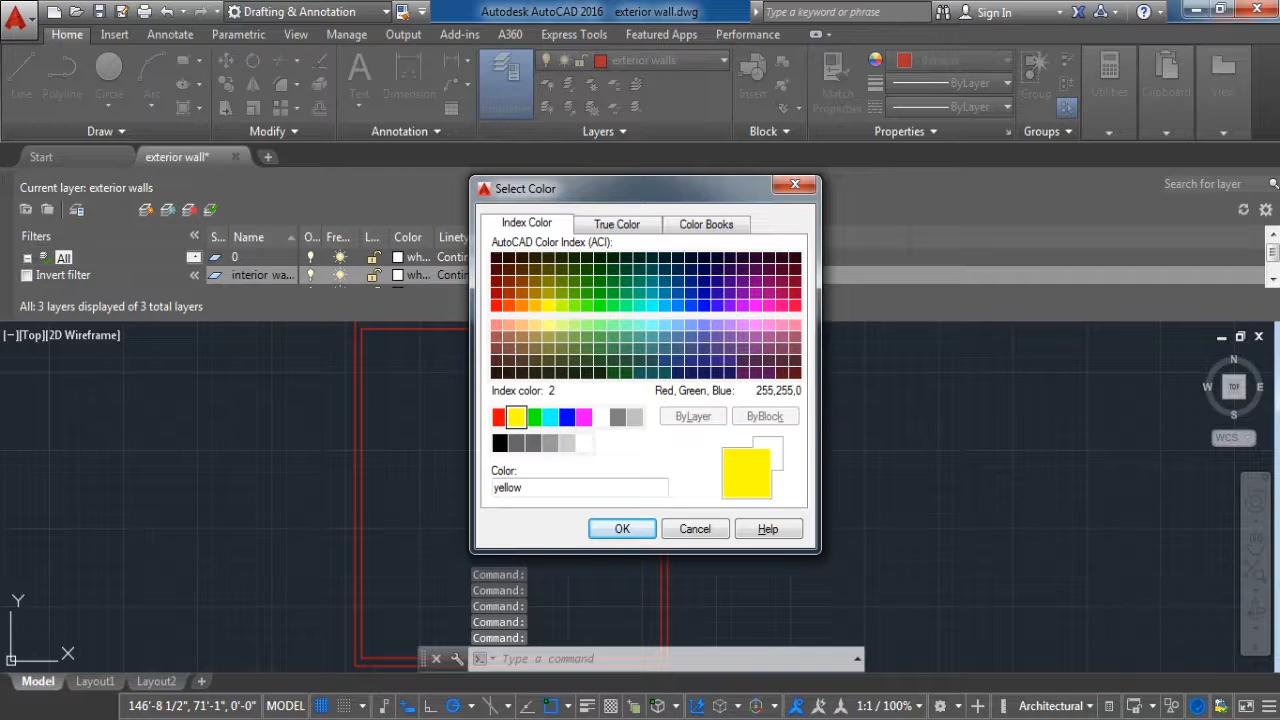 Drafting & Annotation
Autodesk AutoCAD 2016 exterior wall.dwg
Type a keyword or phrase
Sign In
Home Insert Annotate Parametric View Manage Output Add-ins A360 Express Tools Featured Apps Performance
exterior walls
Line Polyline Circle Arc Text Dimension Insert Match Properties ByLayer Group Utilities Clipboard View
ByLayer
Draw Modify Annotation Layers Block Properties Groups
Start exterior wall* +
Current layer: exterior walls
Search for layer
Filters
S.. Name O.. Fre... L... Color Linety
All
0 wh... Contin
Invert filter
interior wa... wh... Contin
All: 3 layers displayed of 3 total layers
[−][Top][2D Wireframe]
Select Color
Index Color True Color Color Books
AutoCAD Color Index (ACI):
Index color: 2 Red, Green, Blue: 255,255,0
ByLayer ByBlock
Color:
yellow
OK Cancel Help
N
W TOP E
S
WCS
Command:
Command:
Command:
Command:
Command:
Type a command
Y
X
Model Layout1 Layout2 +
146'-8 1/2", 71'-1", 0'-0" MODEL 1:1 / 100% Architectural